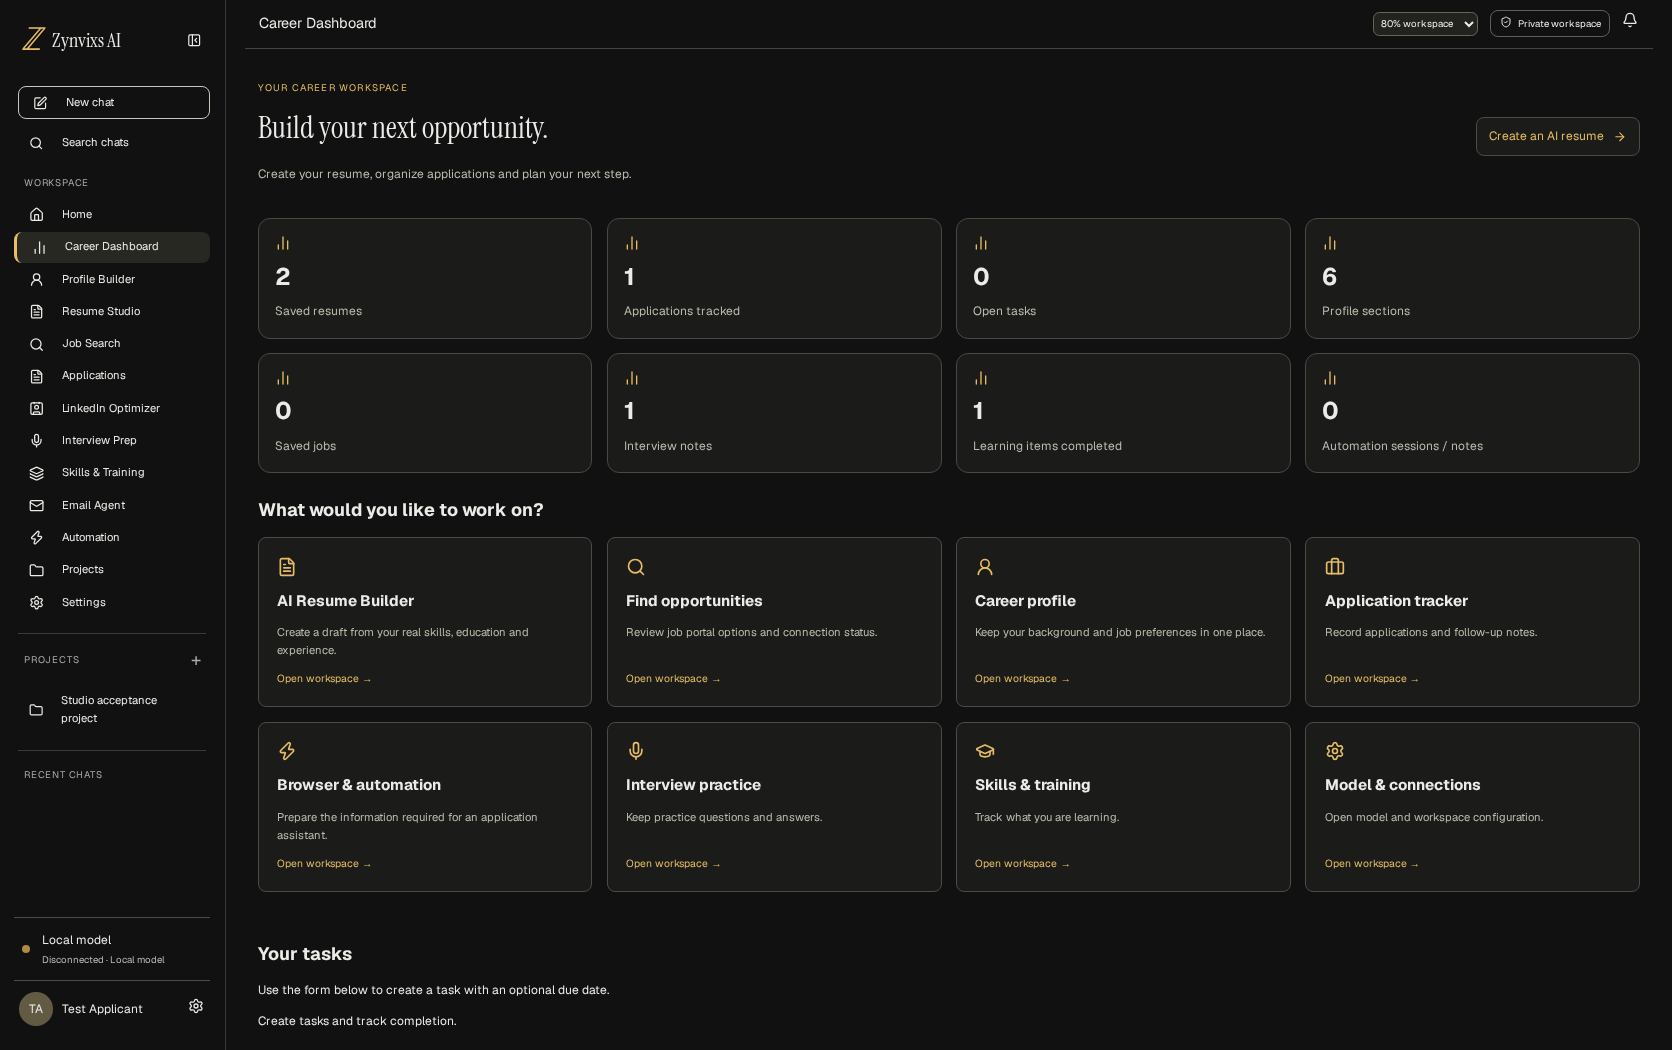 Zynvixs AI
New chat
Search chats
WORKSPACE
Home
Career Dashboard
Profile Builder
Resume Studio
Job Search
Applications
LinkedIn Optimizer
Interview Prep
Skills & Training
Email Agent
Automation
Projects
Settings
PROJECTS
Studio acceptance
project
RECENT CHATS
Local model
Disconnected · Local model
TA
Test Applicant
Career Dashboard
80% workspace
Private workspace
YOUR CAREER WORKSPACE
Build your next opportunity.
Create an AI resume →
Create your resume, organize applications and plan your next step.
2
Saved resumes
1
Applications tracked
0
Open tasks
6
Profile sections
0
Saved jobs
1
Interview notes
1
Learning items completed
0
Automation sessions / notes
What would you like to work on?
AI Resume Builder
Create a draft from your real skills, education and
experience.
Open workspace →
Find opportunities
Review job portal options and connection status.
Open workspace →
Career profile
Keep your background and job preferences in one place.
Open workspace →
Application tracker
Record applications and follow-up notes.
Open workspace →
Browser & automation
Prepare the information required for an application
assistant.
Open workspace →
Interview practice
Keep practice questions and answers.
Open workspace →
Skills & training
Track what you are learning.
Open workspace →
Model & connections
Open model and workspace configuration.
Open workspace →
Your tasks
Use the form below to create a task with an optional due date.
Create tasks and track completion.